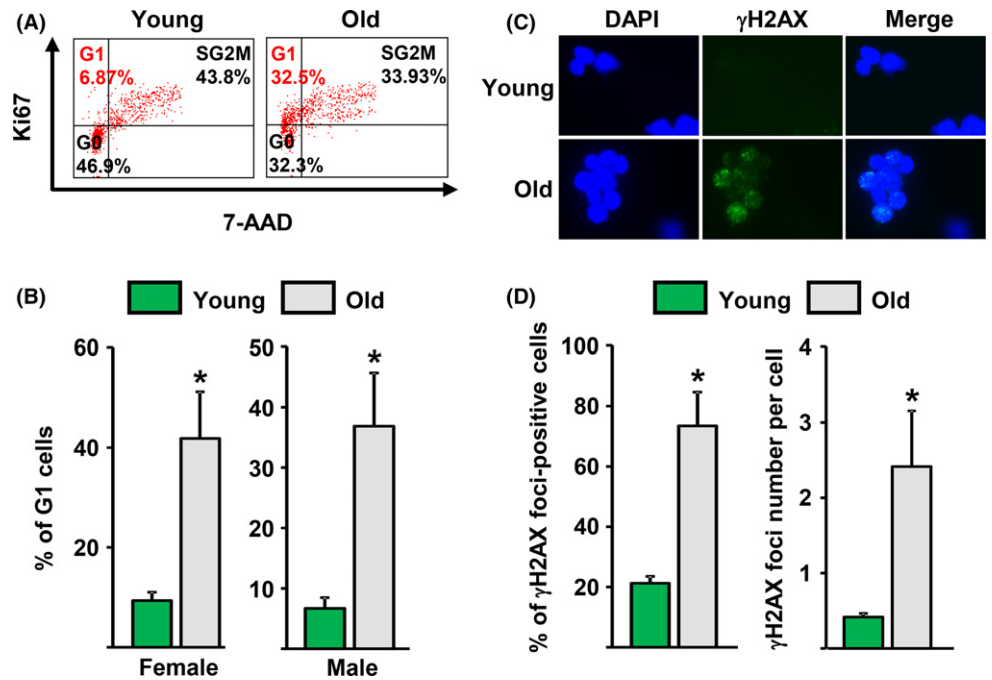 (A)
Young
Old
G1
6.87%
SG2M
43.8%
G0
46.9%
G1
32.5%
SG2M
33.93%
G0
32.3%
Ki67
7-AAD
(C)
DAPI
γH2AX
Merge
Young
Old
(B)
Young
Old
% of G1 cells
60
40
20
*
Female
50
40
30
20
10
*
Male
(D)
Young
Old
% of γH2AX foci-positive cells
100
80
60
40
20
*
γH2AX foci number per cell
4
3
2
1
*